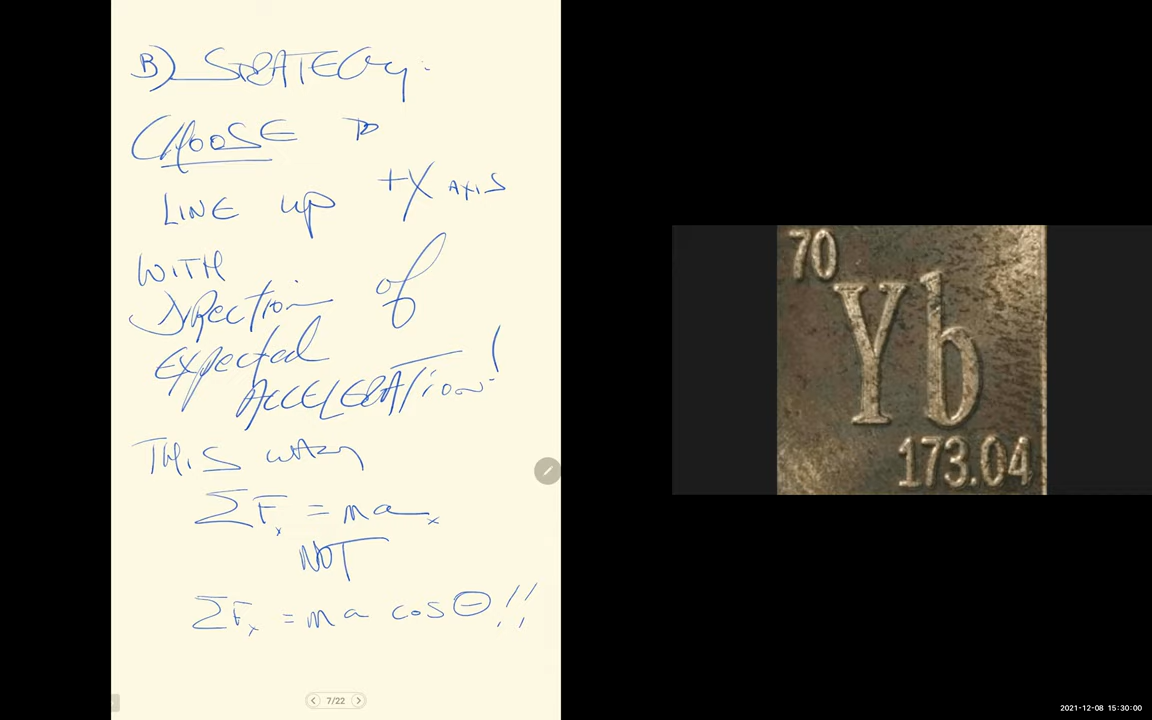 B) STRATEGY:
CHOOSE TO
LINE up +X AXIS
WITH
DIRECTION of
EXPECTED
ACCELERATION!
THIS WAY
ΣFx = max
NOT
ΣFx = ma cos Θ!!
7/22
70
Yb
173.04
2021-12-08 15:30:00